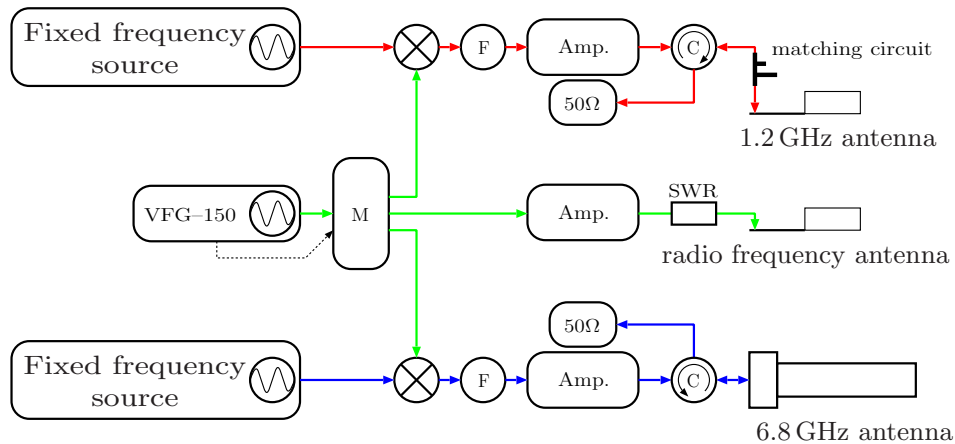 Fixed frequency
source
F
Amp.
C
matching circuit
50Ω
1.2 GHz antenna
VFG–150
M
Amp.
SWR
radio frequency antenna
50Ω
Fixed frequency
source
F
Amp.
C
6.8 GHz antenna